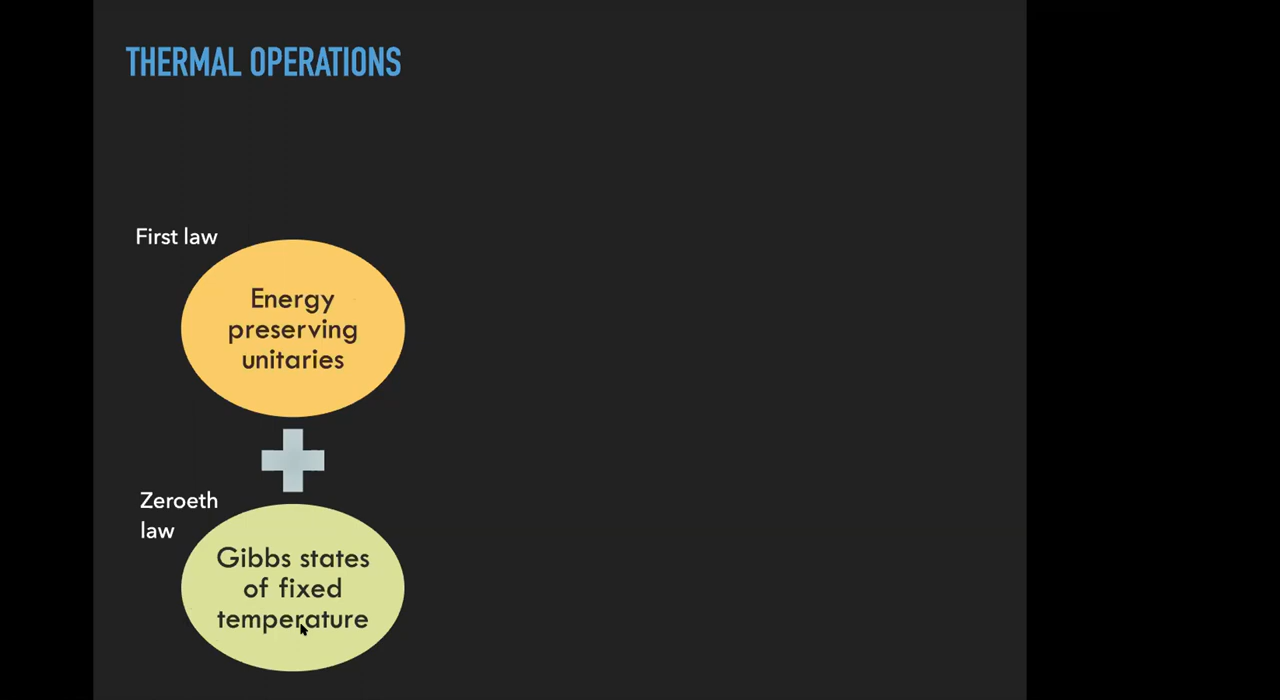 THERMAL OPERATIONS
First law
Energy
preserving
unitaries
Zeroeth
law
Gibbs states
of fixed
temperature